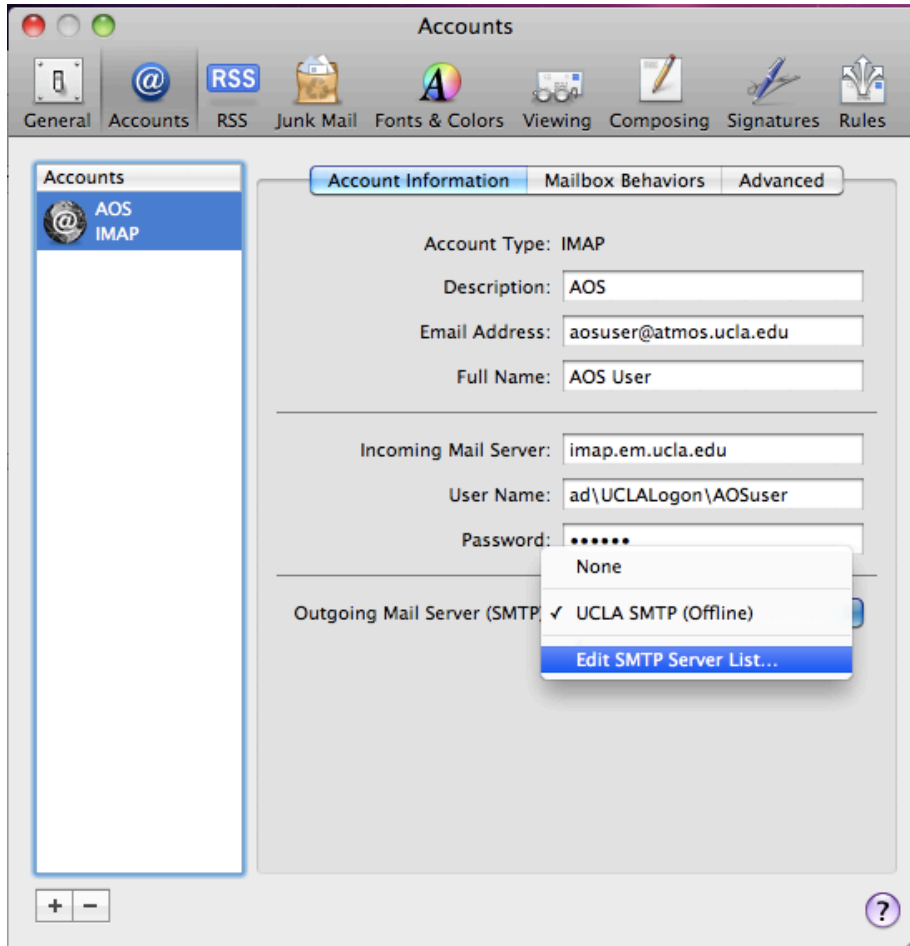 Accounts
RSS
General Accounts RSS Junk Mail Fonts & Colors Viewing Composing Signatures Rules
Accounts
AOS
IMAP
Account Information Mailbox Behaviors Advanced
Account Type: IMAP
Description: AOS
Email Address: aosuser@atmos.ucla.edu
Full Name: AOS User
Incoming Mail Server: imap.em.ucla.edu
User Name: ad\UCLALogon\AOSuser
Password: ••••••
None
Outgoing Mail Server (SMTP) ✓ UCLA SMTP (Offline)
Edit SMTP Server List...
+ −
?